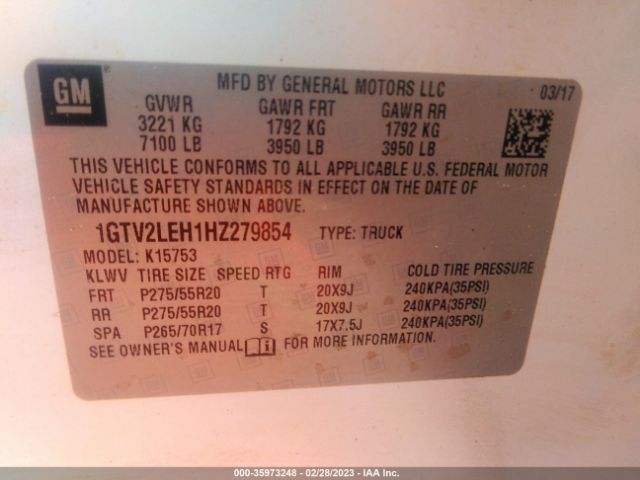 GM
MFD BY GENERAL MOTORS LLC 03/17
GVWR GAWR FRT GAWR RR
3221 KG 1792 KG 1792 KG
7100 LB 3950 LB 3950 LB
THIS VEHICLE CONFORMS TO ALL APPLICABLE U.S. FEDERAL MOTOR
VEHICLE SAFETY STANDARDS IN EFFECT ON THE DATE OF
MANUFACTURE SHOWN ABOVE.
1GTV2LEH1HZ279854 TYPE: TRUCK
MODEL: K15753
KLWV TIRE SIZE SPEED RTG RIM COLD TIRE PRESSURE
FRT P275/55R20 T 20X9J 240KPA(35PSI)
RR P275/55R20 T 20X9J 240KPA(35PSI)
SPA P265/70R17 S 17X7.5J 240KPA(35PSI)
SEE OWNER'S MANUAL FOR MORE INFORMATION.
000-35973248 - 02/28/2023 - IAA Inc.